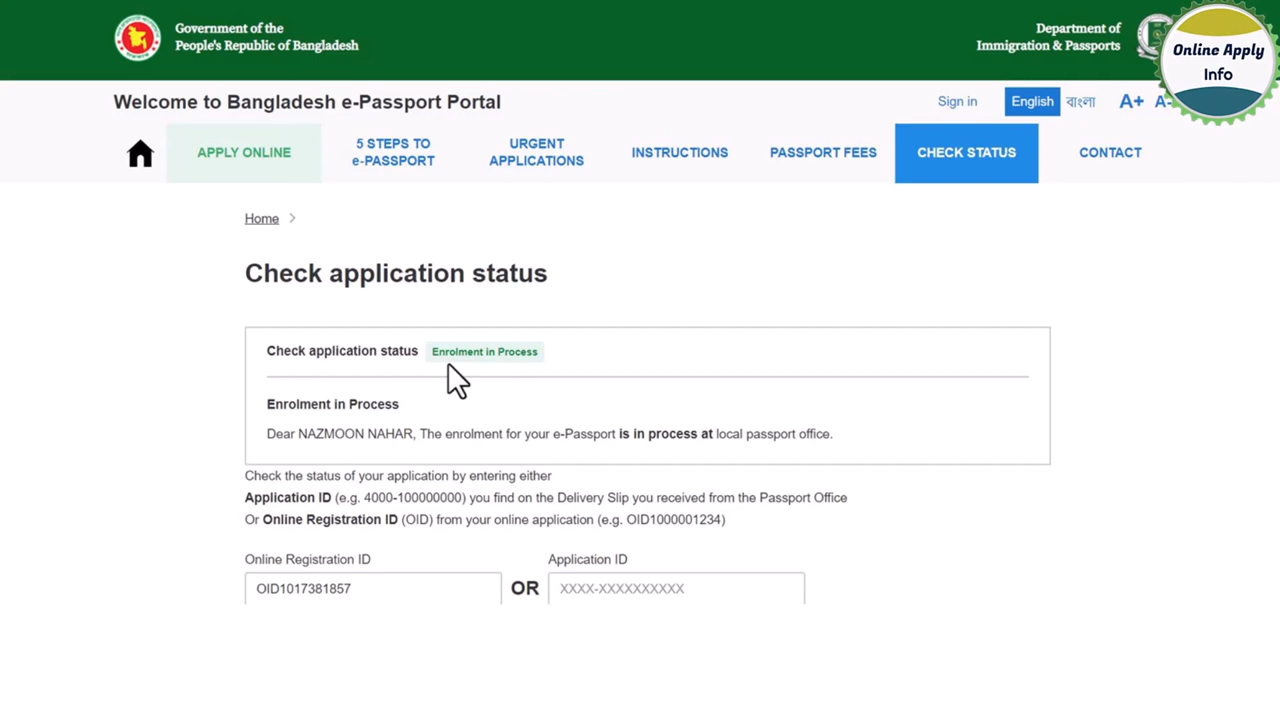 Government of the
People's Republic of Bangladesh
Department of
Immigration & Passports
Online Apply
Info
Welcome to Bangladesh e-Passport Portal
Sign in
English
বাংলা
A+
A-
APPLY ONLINE
5 STEPS TO
e-PASSPORT
URGENT
APPLICATIONS
INSTRUCTIONS
PASSPORT FEES
CHECK STATUS
CONTACT
Home
Check application status
Check application status Enrolment in Process
Enrolment in Process
Dear NAZMOON NAHAR, The enrolment for your e-Passport is in process at local passport office.
Check the status of your application by entering either
Application ID (e.g. 4000-100000000) you find on the Delivery Slip you received from the Passport Office
Or Online Registration ID (OID) from your online application (e.g. OID1000001234)
Online Registration ID
Application ID
OID1017381857
OR
XXXX-XXXXXXXXXX